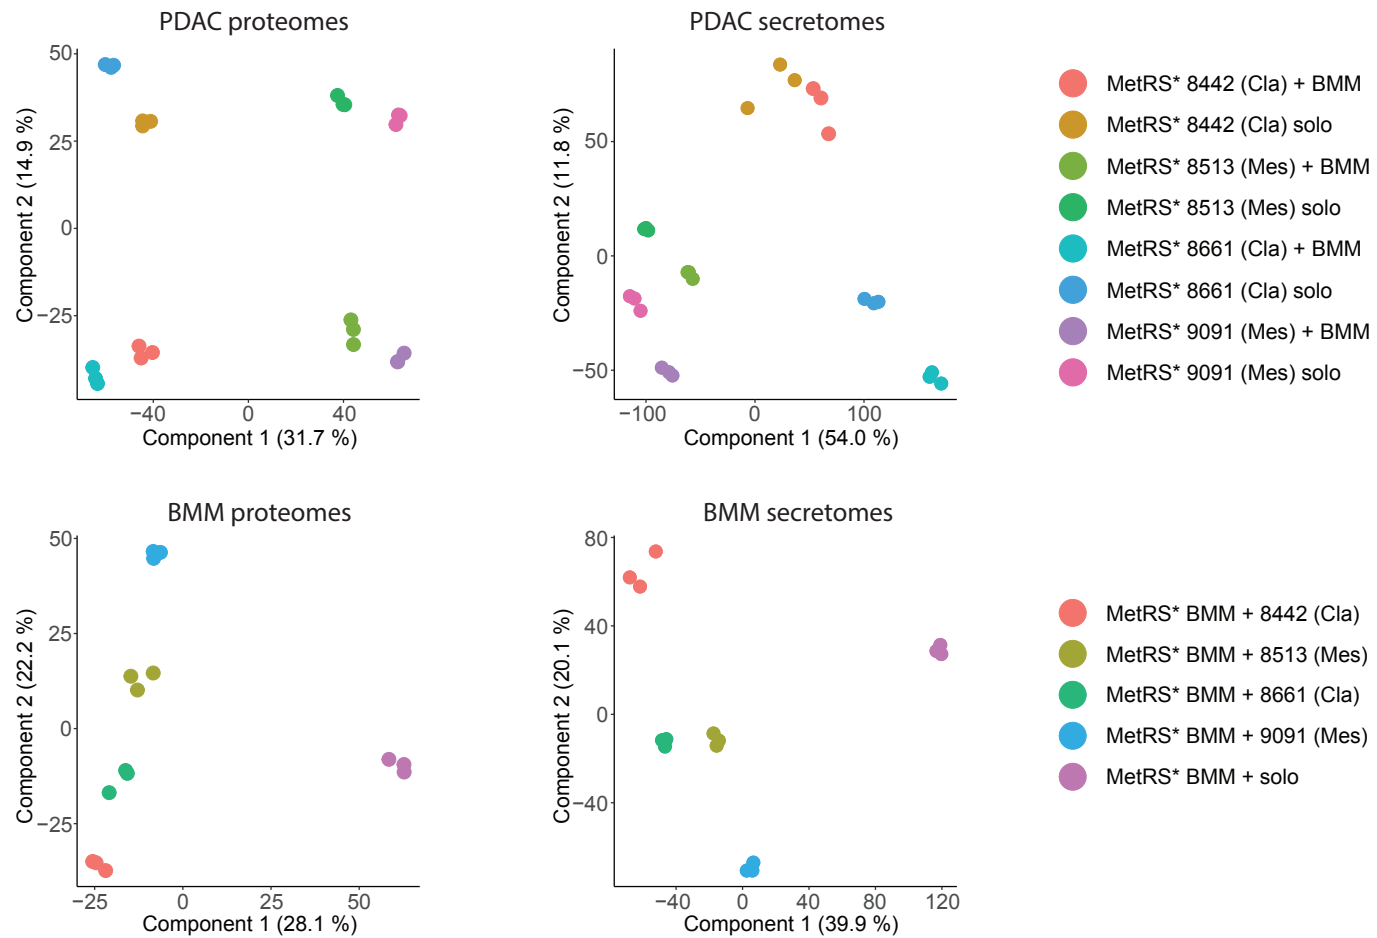 PDAC proteomes
50
25
0
−25
−40
0
40
Component 2 (14.9 %)
Component 1 (31.7 %)
PDAC secretomes
50
0
−50
−100
0
100
Component 2 (11.8 %)
Component 1 (54.0 %)
MetRS* 8442 (Cla) + BMM
MetRS* 8442 (Cla) solo
MetRS* 8513 (Mes) + BMM
MetRS* 8513 (Mes) solo
MetRS* 8661 (Cla) + BMM
MetRS* 8661 (Cla) solo
MetRS* 9091 (Mes) + BMM
MetRS* 9091 (Mes) solo
BMM proteomes
50
25
0
−25
−25
0
50
Component 2 (22.2 %)
Component 1 (28.1 %)
BMM secretomes
80
40
0
−40
−40
0
40
80
120
Component 2 (20.1 %)
Component 1 (39.9 %)
MetRS* BMM + 8442 (Cla)
MetRS* BMM + 8513 (Mes)
MetRS* BMM + 8661 (Cla)
MetRS* BMM + 9091 (Mes)
MetRS* BMM + solo